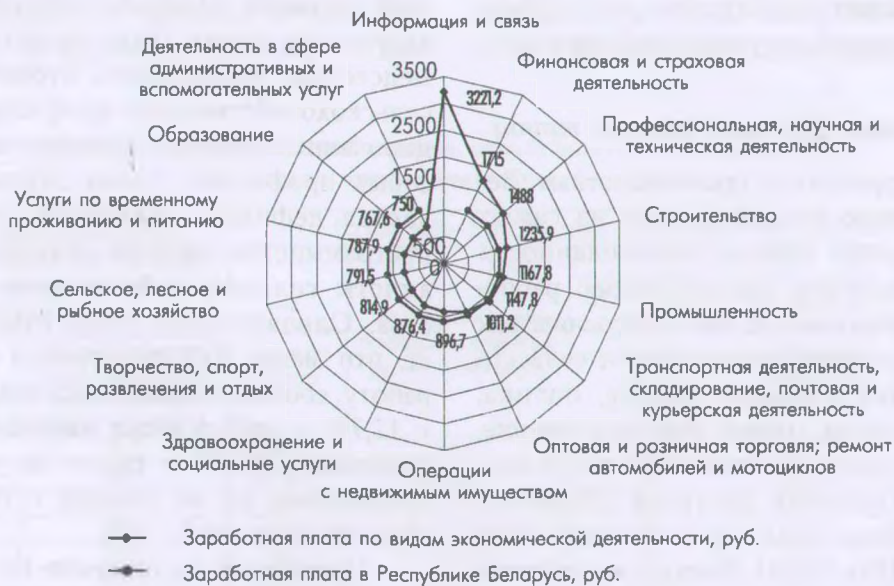 Информация и связь
Деятельность в сфере
административных и
вспомогательных услуг
Финансовая и страховая
деятельность
3500
3221,2
Образование
2500
1715
Профессиональная, научная и
техническая деятельность
1500
1488
Услуги по временному
проживанию и питанию
750
767,6
1235,9
Строительство
787,9
500
0
1167,8
791,5
1147,8
Сельское, лесное и
рыбное хозяйство
814,9
1011,2
Промышленность
876,4
896,7
Творчество, спорт,
развлечения и отдых
Транспортная деятельность,
складирование, почтовая и
курьерская деятельность
Здравоохранение и
социальные услуги
Операции
с недвижимым имуществом
Оптовая и розничная торговля; ремонт
автомобилей и мотоциклов
Заработная плата по видам экономической деятельности, руб.
Заработная плата в Республике Беларусь, руб.